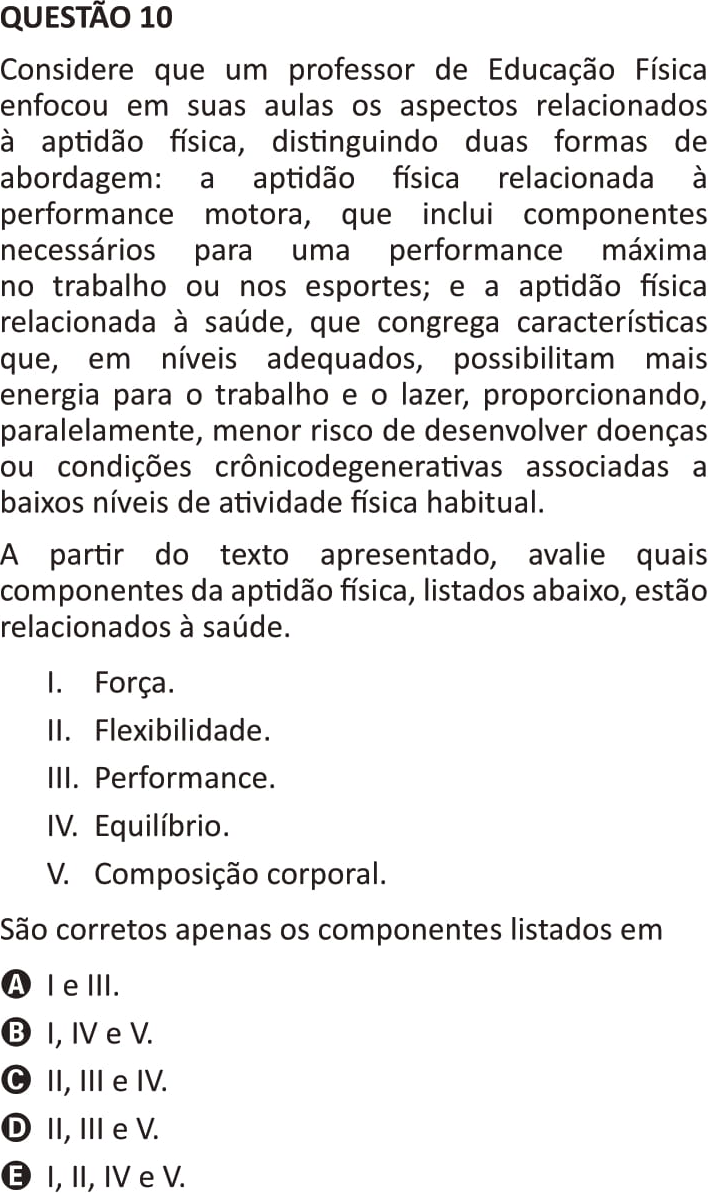 QUESTÃO 10
Considere que um professor de Educação Física
enfocou em suas aulas os aspectos relacionados
à aptidão física, distinguindo duas formas de
abordagem: a aptidão física relacionada à
performance motora, que inclui componentes
necessários para uma performance máxima
no trabalho ou nos esportes; e a aptidão física
relacionada à saúde, que congrega características
que, em níveis adequados, possibilitam mais
energia para o trabalho e o lazer, proporcionando,
paralelamente, menor risco de desenvolver doenças
ou condições crônicodegenerativas associadas a
baixos níveis de atividade física habitual.
A partir do texto apresentado, avalie quais
componentes da aptidão física, listados abaixo, estão
relacionados à saúde.
I. Força.
II. Flexibilidade.
III. Performance.
IV. Equilíbrio.
V. Composição corporal.
São corretos apenas os componentes listados em
A I e III.
B I, IV e V.
C II, III e IV.
D II, III e V.
E I, II, IV e V.